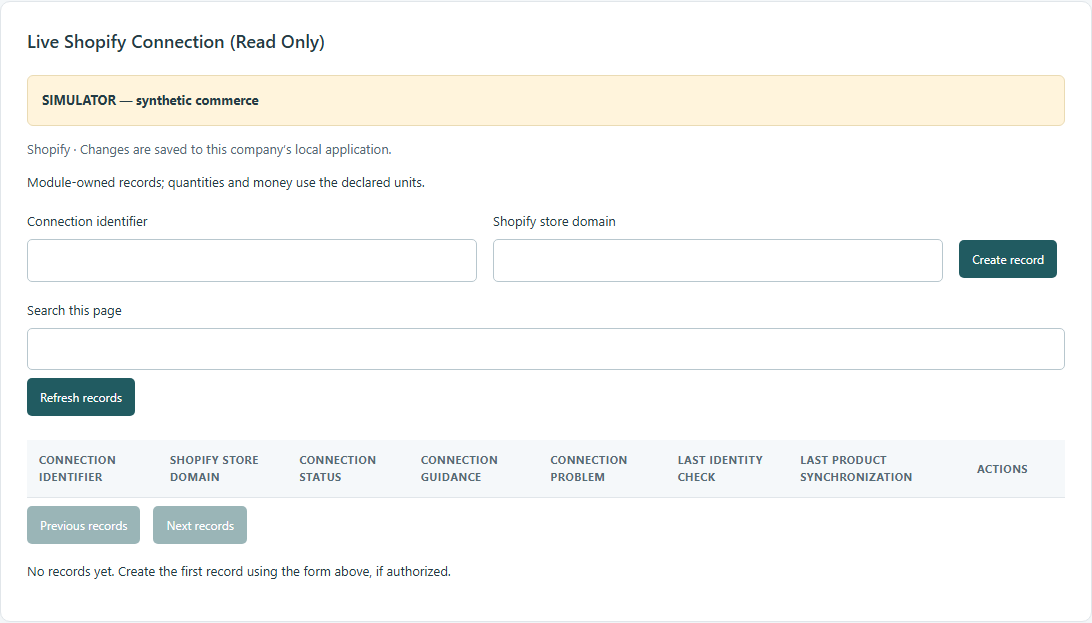 Live Shopify Connection (Read Only)
SIMULATOR — synthetic commerce
Shopify · Changes are saved to this company's local application.
Module-owned records; quantities and money use the declared units.
Connection identifier
Shopify store domain
Create record
Search this page
Refresh records
CONNECTION IDENTIFIER
SHOPIFY STORE DOMAIN
CONNECTION STATUS
CONNECTION GUIDANCE
CONNECTION PROBLEM
LAST IDENTITY CHECK
LAST PRODUCT SYNCHRONIZATION
ACTIONS
Previous records
Next records
No records yet. Create the first record using the form above, if authorized.